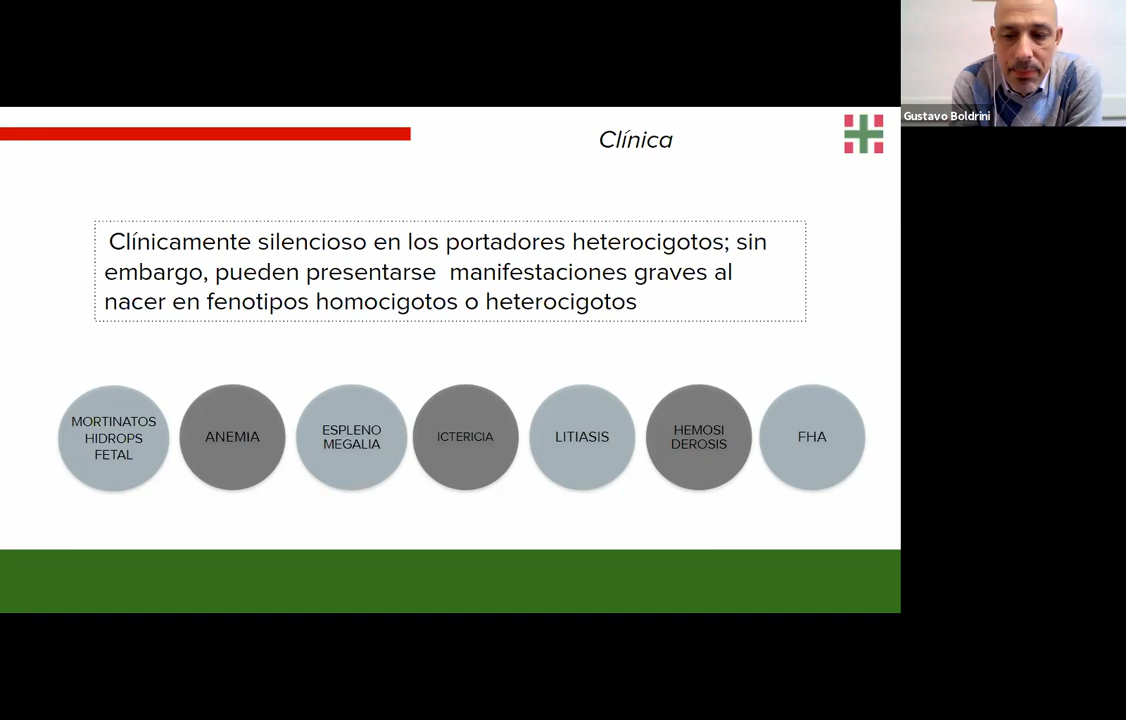 Gustavo Boldrini
Clínica
Clínicamente silencioso en los portadores heterocigotos; sin
embargo, pueden presentarse  manifestaciones graves al
nacer en fenotipos homocigotos o heterocigotos
MORTINATOS
HIDROPS
FETAL
ANEMIA
ESPLENO
MEGALIA
ICTERICIA
LITIASIS
HEMOSI
DEROSIS
FHA